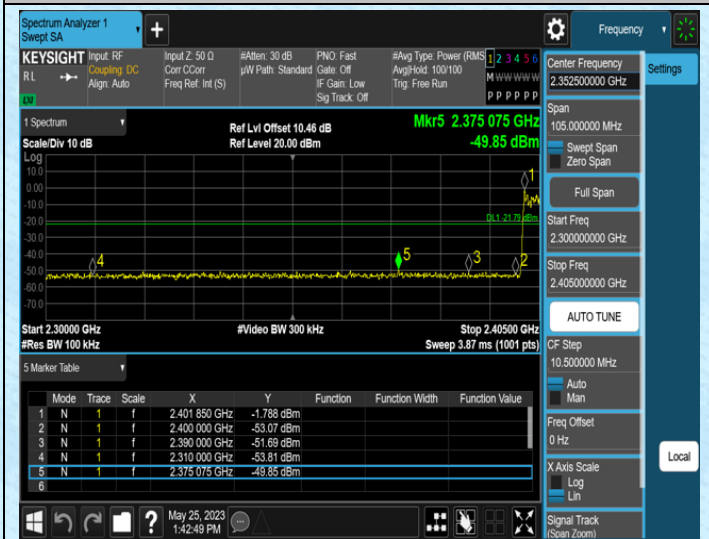 Spectrum Analyzer 1
Swept SA
+
Frequency
KEYSIGHT
RL
LXI
Input: RF
Coupling: DC
Align: Auto
Input Z: 50 Ω
Corr CCorr
Freq Ref: Int (S)
#Atten: 30 dB
µW Path: Standard
PNO: Fast
Gate: Off
IF Gain: Low
Sig Track: Off
#Avg Type: Power (RMS
Avg|Hold: 100/100
Trig: Free Run
1 2 3 4 5 6
M W W W W W
P P P P P P
1 Spectrum
Scale/Div 10 dB
Ref Lvl Offset 10.46 dB
Ref Level 20.00 dBm
Mkr5 2.375 075 GHz
-49.85 dBm
Log
10.0
0.00
-10.0
-20.0
-30.0
-40.0
-50.0
-60.0
-70.0
DL1 -21.79 dBm
1
4
5
3
2
Start 2.30000 GHz
#Video BW 300 kHz
Stop 2.40500 GHz
#Res BW 100 kHz
Sweep 3.87 ms (1001 pts)
5 Marker Table
Mode Trace Scale X Y Function Function Width Function Value
1 N 1 f 2.401 850 GHz -1.788 dBm
2 N 1 f 2.400 000 GHz -53.07 dBm
3 N 1 f 2.390 000 GHz -51.69 dBm
4 N 1 f 2.310 000 GHz -53.81 dBm
5 N 1 f 2.375 075 GHz -49.85 dBm
6
?
May 25, 2023
1:42:49 PM
Center Frequency
2.352500000 GHz
Settings
Span
105.000000 MHz
Swept Span
Zero Span
Full Span
Start Freq
2.300000000 GHz
Stop Freq
2.405000000 GHz
AUTO TUNE
CF Step
10.500000 MHz
Auto
Man
Freq Offset
0 Hz
X Axis Scale
Log
Lin
Local
Signal Track
(Span Zoom)